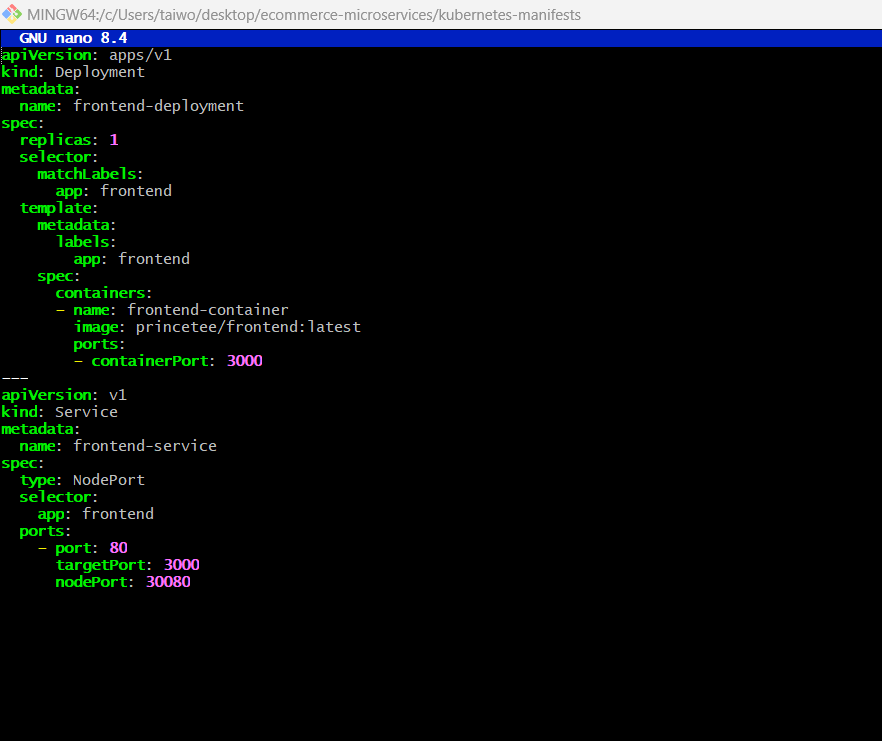 MINGW64:/c/Users/taiwo/desktop/ecommerce-microservices/kubernetes-manifests
GNU nano 8.4
apiVersion: apps/v1
kind: Deployment
metadata:
  name: frontend-deployment
spec:
  replicas: 1
  selector:
    matchLabels:
      app: frontend
  template:
    metadata:
      labels:
        app: frontend
    spec:
      containers:
      - name: frontend-container
        image: princetee/frontend:latest
        ports:
        - containerPort: 3000
---
apiVersion: v1
kind: Service
metadata:
  name: frontend-service
spec:
  type: NodePort
  selector:
    app: frontend
  ports:
    - port: 80
      targetPort: 3000
      nodePort: 30080